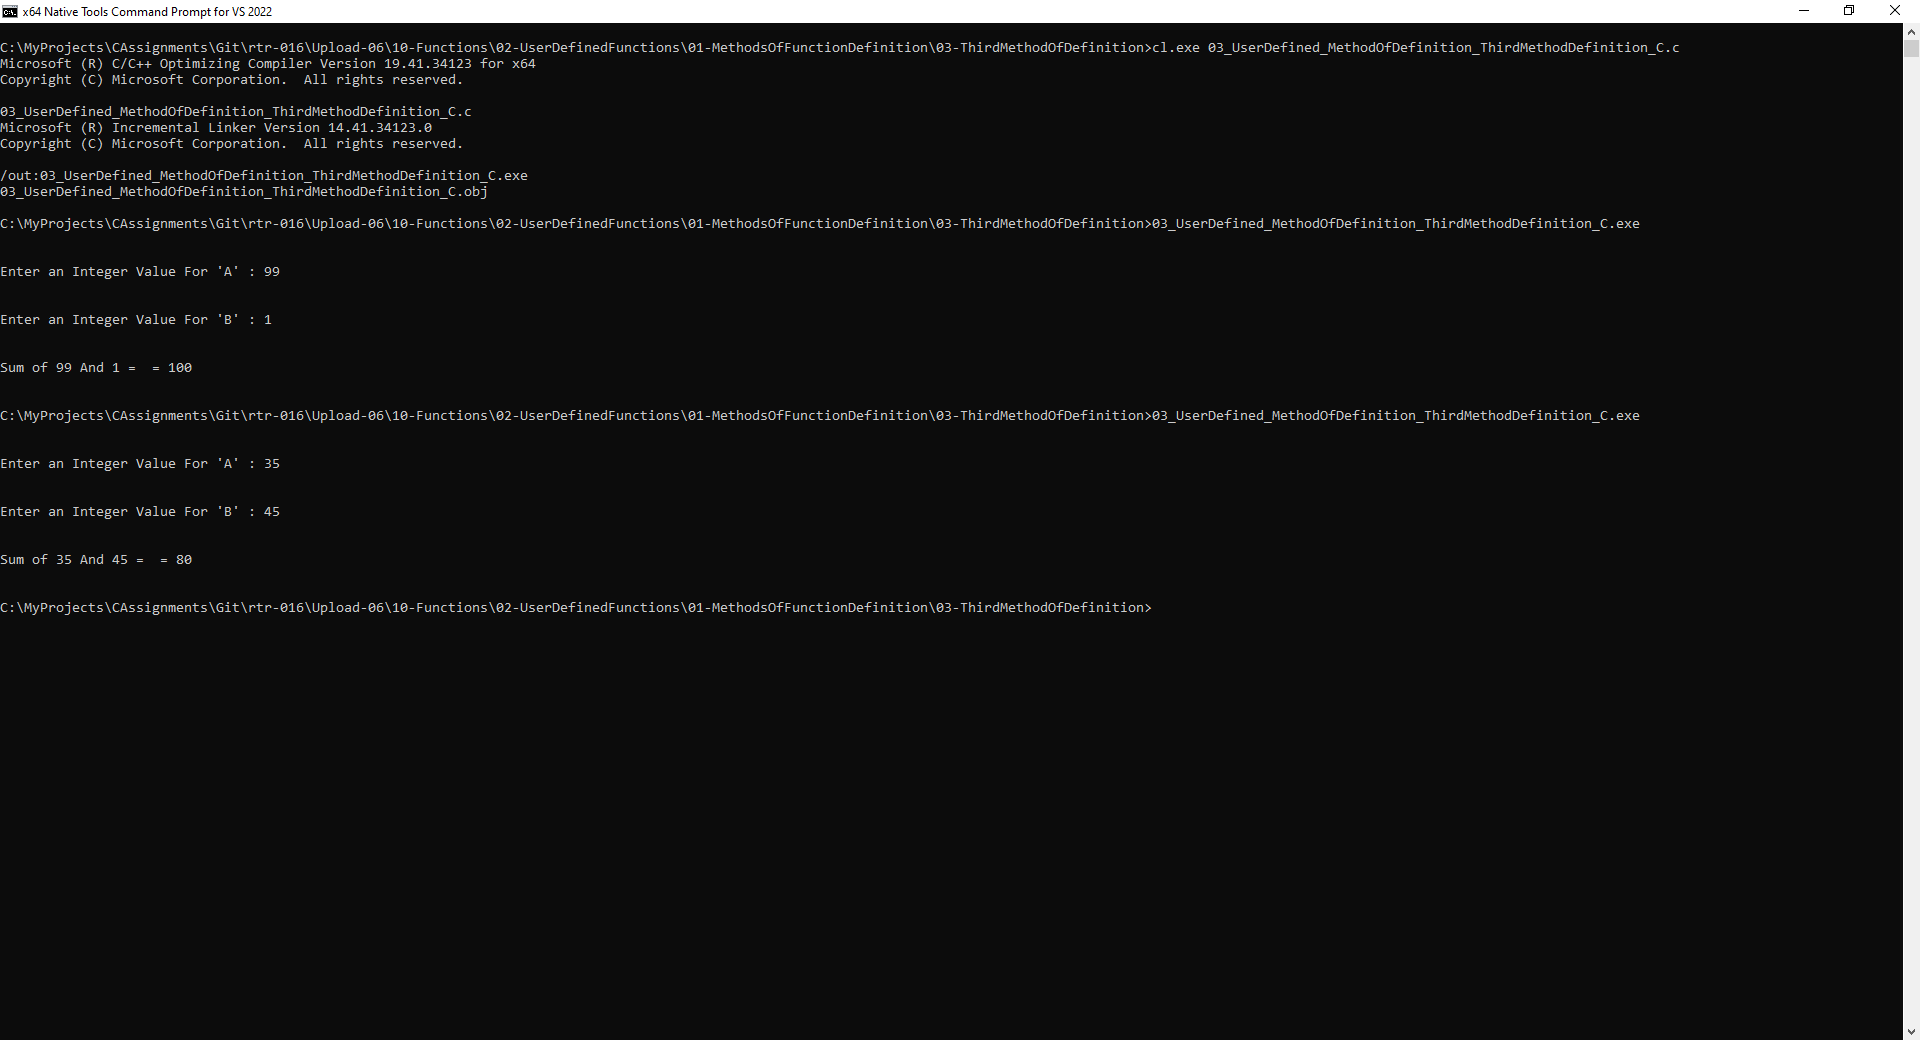 x64 Native Tools Command Prompt for VS 2022
C:\MyProjects\CAssignments\Git\rtr-016\Upload-06\10-Functions\02-UserDefinedFunctions\01-MethodsOfFunctionDefinition\03-ThirdMethodOfDefinition>cl.exe 03_UserDefined_MethodOfDefinition_ThirdMethodDefinition_C.c
Microsoft (R) C/C++ Optimizing Compiler Version 19.41.34123 for x64
Copyright (C) Microsoft Corporation.  All rights reserved.
03_UserDefined_MethodOfDefinition_ThirdMethodDefinition_C.c
Microsoft (R) Incremental Linker Version 14.41.34123.0
Copyright (C) Microsoft Corporation.  All rights reserved.
/out:03_UserDefined_MethodOfDefinition_ThirdMethodDefinition_C.exe
03_UserDefined_MethodOfDefinition_ThirdMethodDefinition_C.obj
C:\MyProjects\CAssignments\Git\rtr-016\Upload-06\10-Functions\02-UserDefinedFunctions\01-MethodsOfFunctionDefinition\03-ThirdMethodOfDefinition>03_UserDefined_MethodOfDefinition_ThirdMethodDefinition_C.exe
Enter an Integer Value For 'A' : 99
Enter an Integer Value For 'B' : 1
Sum of 99 And 1 =  = 100
C:\MyProjects\CAssignments\Git\rtr-016\Upload-06\10-Functions\02-UserDefinedFunctions\01-MethodsOfFunctionDefinition\03-ThirdMethodOfDefinition>03_UserDefined_MethodOfDefinition_ThirdMethodDefinition_C.exe
Enter an Integer Value For 'A' : 35
Enter an Integer Value For 'B' : 45
Sum of 35 And 45 =  = 80
C:\MyProjects\CAssignments\Git\rtr-016\Upload-06\10-Functions\02-UserDefinedFunctions\01-MethodsOfFunctionDefinition\03-ThirdMethodOfDefinition>